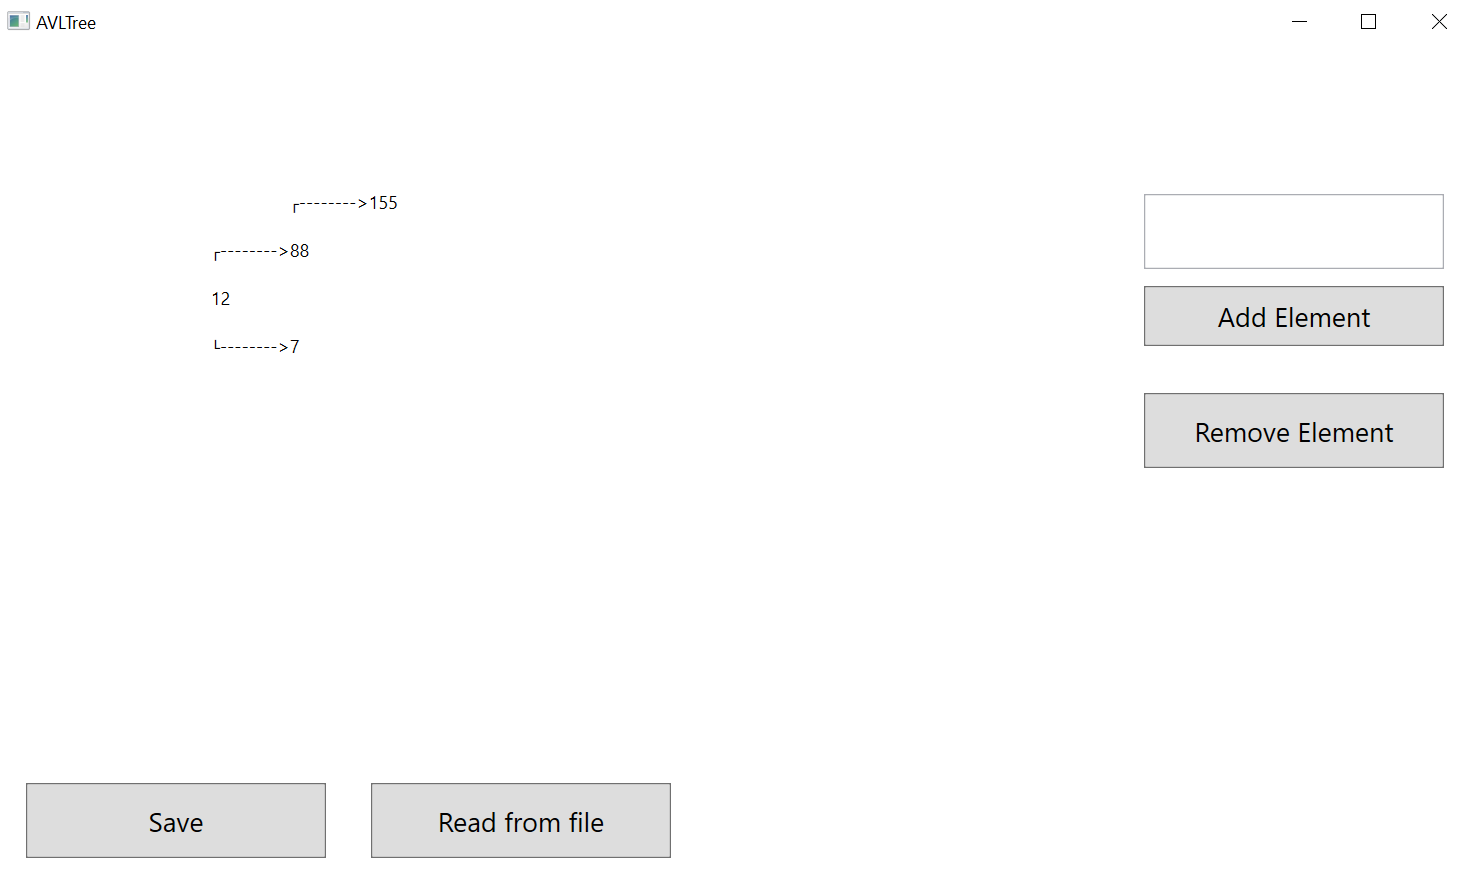 AVLTree
┌-------->155
┌-------->88
12
└-------->7
Add Element
Remove Element
Save
Read from file